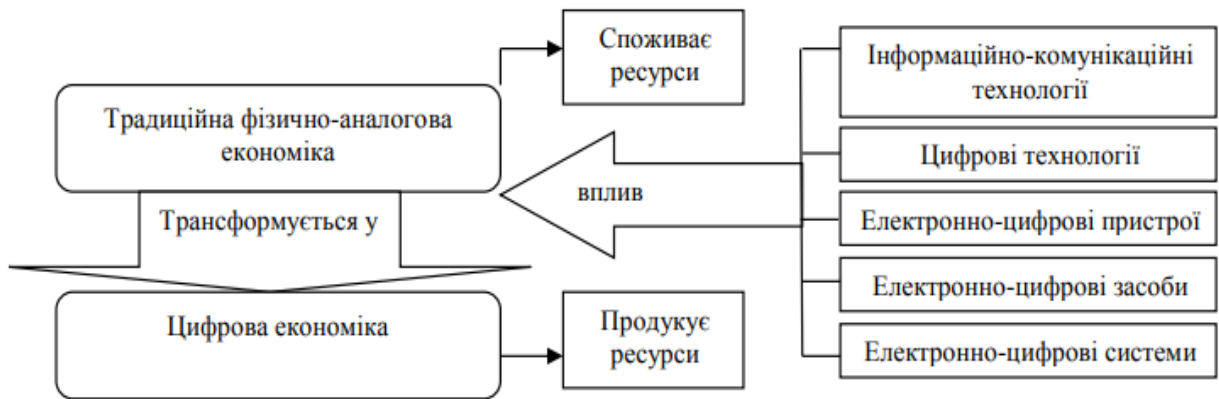 Споживає
ресурси
Інформаційно-комунікаційні
технології
Традиційна фізично-аналогова
економіка
Цифрові технології
вплив
Трансформується у
Електронно-цифрові пристрої
Електронно-цифрові засоби
Цифрова економіка
Продукує
ресурси
Електронно-цифрові системи